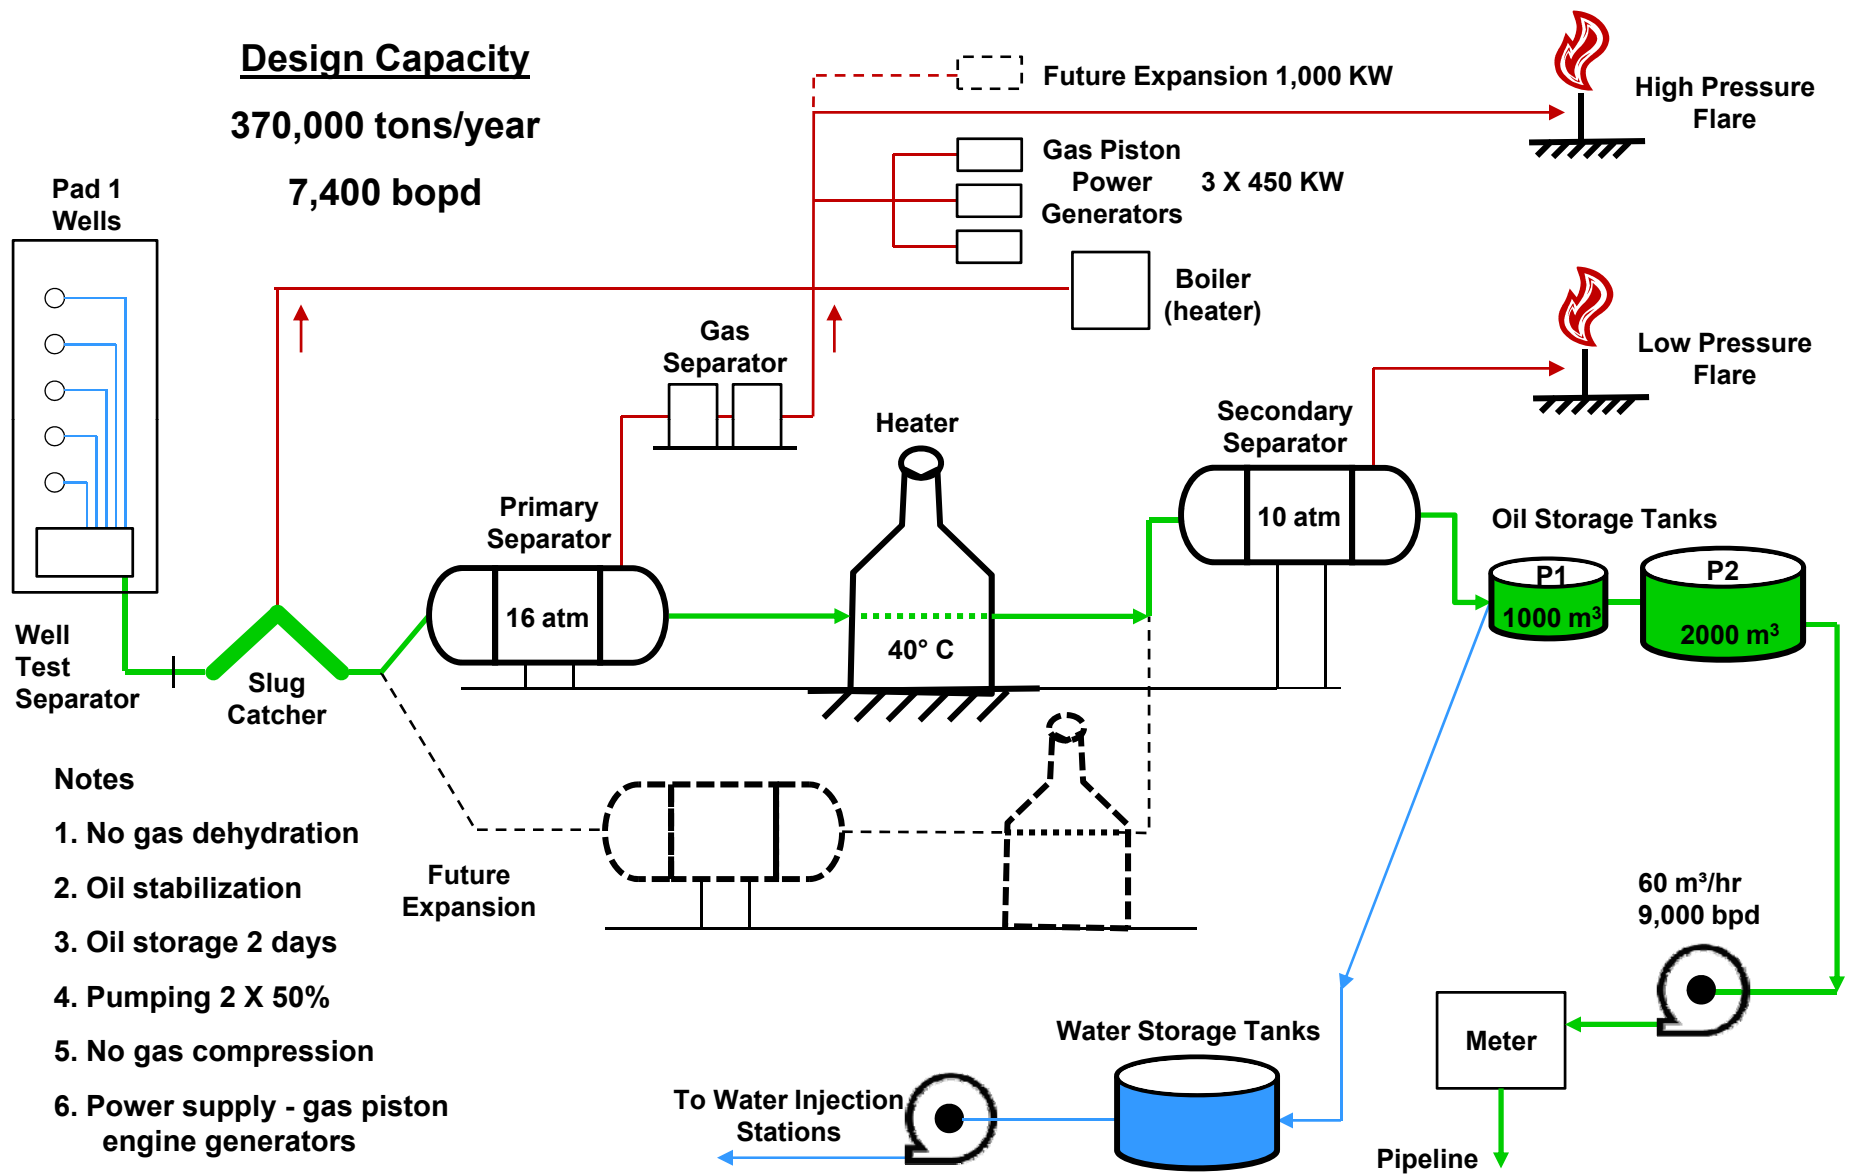 Design Capacity
370,000 tons/year
7,400 bopd
Future Expansion 1,000 KW
High Pressure
Flare
Gas Piston
Power
Generators
3 X 450 KW
Pad 1
Wells
Boiler
(heater)
Gas
Separator
Low Pressure
Flare
Heater
Secondary
Separator
Primary
Separator
10 atm
Oil Storage Tanks
P1
1000 m³
P2
2000 m³
16 atm
40° C
Well
Test
Separator
Slug
Catcher
Notes
1. No gas dehydration
2. Oil stabilization
3. Oil storage 2 days
4. Pumping 2 X 50%
5. No gas compression
6. Power supply - gas piston
engine generators
Future
Expansion
60 m³/hr
9,000 bpd
Water Storage Tanks
Meter
To Water Injection
Stations
Pipeline